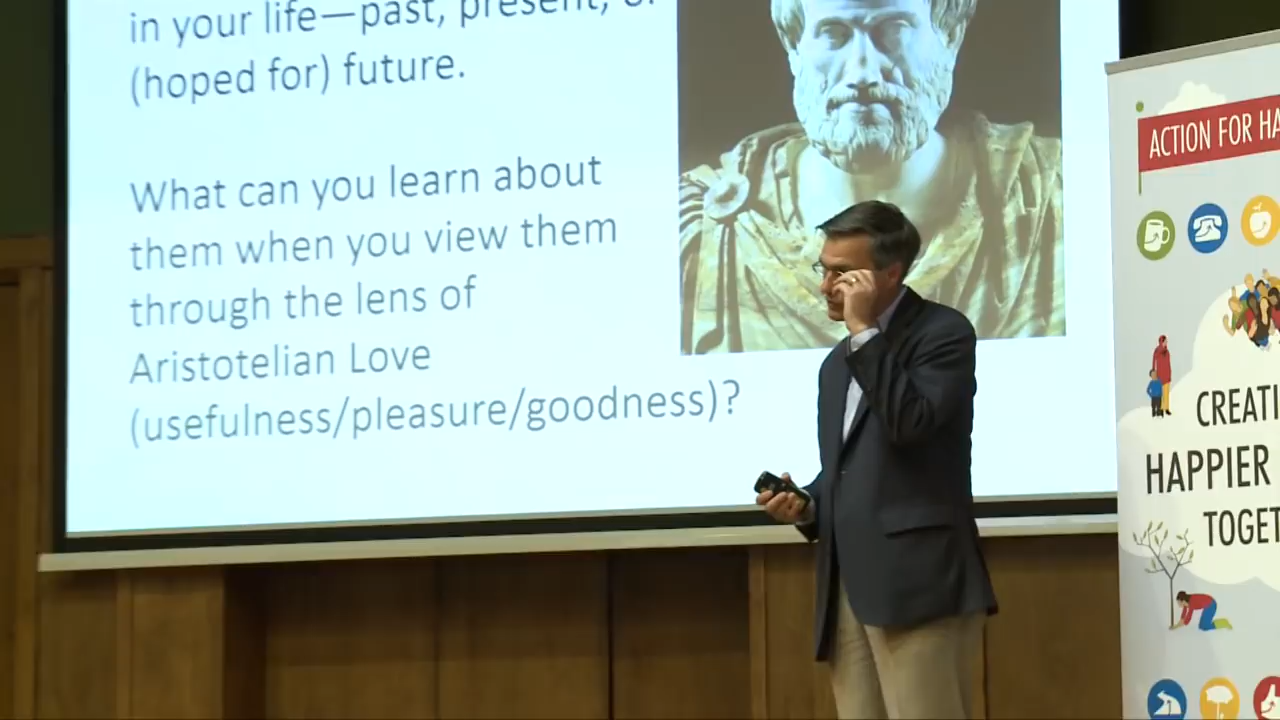 in your life—past, present, or
(hoped for) future.
What can you learn about
them when you view them
through the lens of
Aristotelian Love
(usefulness/pleasure/goodness)?
ACTION FOR HA
CREATI
HAPPIER
TOGET